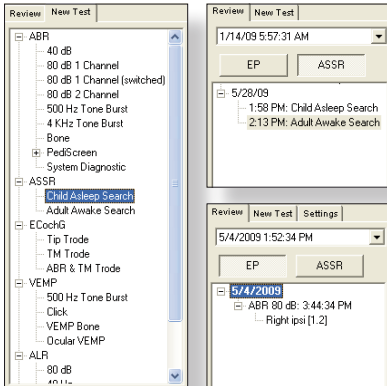 Review New Test
ABR
40 dB
80 dB 1 Channel
80 dB 1 Channel (switched)
80 dB 2 Channel
500 Hz Tone Burst
4 KHz Tone Burst
Bone
PediScreen
System Diagnostic
ASSR
Child Asleep Search
Adult Awake Search
ECochG
Tip Trode
TM Trode
ABR & TM Trode
VEMP
500 Hz Tone Burst
Click
VEMP Bone
Ocular VEMP
ALR
80 dB
Review New Test
1/14/09 5:57:31 AM
EP ASSR
5/28/09
1:58 PM: Child Asleep Search
2:13 PM: Adult Awake Search
Review New Test Settings
5/4/2009 1:52:34 PM
EP ASSR
5/4/2009
ABR 80 dB: 3:44:34 PM
Right ipsi [1.2]